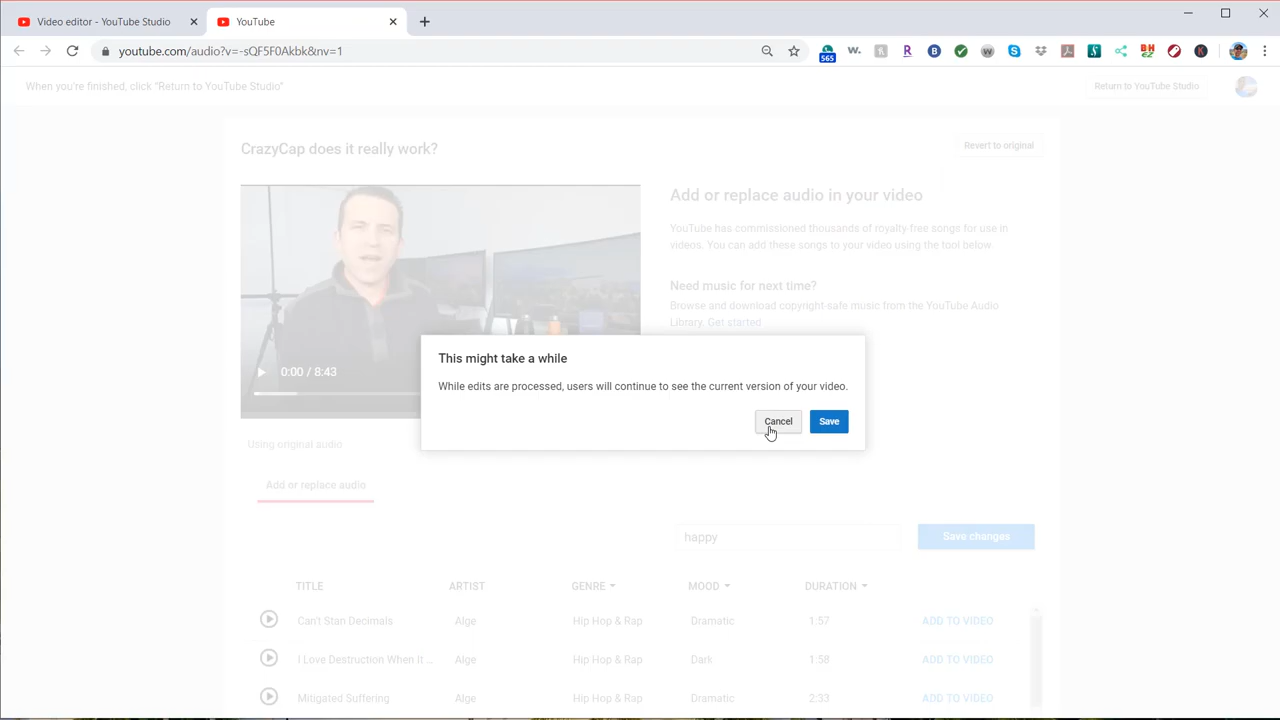 Video editor - YouTube Studio
YouTube
youtube.com/audio?v=-sQF5F0Akbk&nv=1
565
When you're finished, click "Return to YouTube Studio"
Return to YouTube Studio
CrazyCap does it really work?
Revert to original
Add or replace audio in your video
YouTube has commissioned thousands of royalty free songs for use in
videos. You can add these songs to your video using the tool below.
Need music for next time?
Browse and download copyright-safe music from the YouTube Audio
Library. Get started
This might take a while
While edits are processed, users will continue to see the current version of your video.
Cancel
Save
0:00 / 8:43
Using original audio
Add or replace audio
happy
Save changes
TITLE ARTIST GENRE MOOD DURATION
Can't Stan Decimals Alge Hip Hop & Rap Dramatic 1:57 ADD TO VIDEO
I Love Destruction When It ... Alge Hip Hop & Rap Dark 1:58 ADD TO VIDEO
Mitigated Suffering Alge Hip Hop & Rap Dramatic 2:33 ADD TO VIDEO